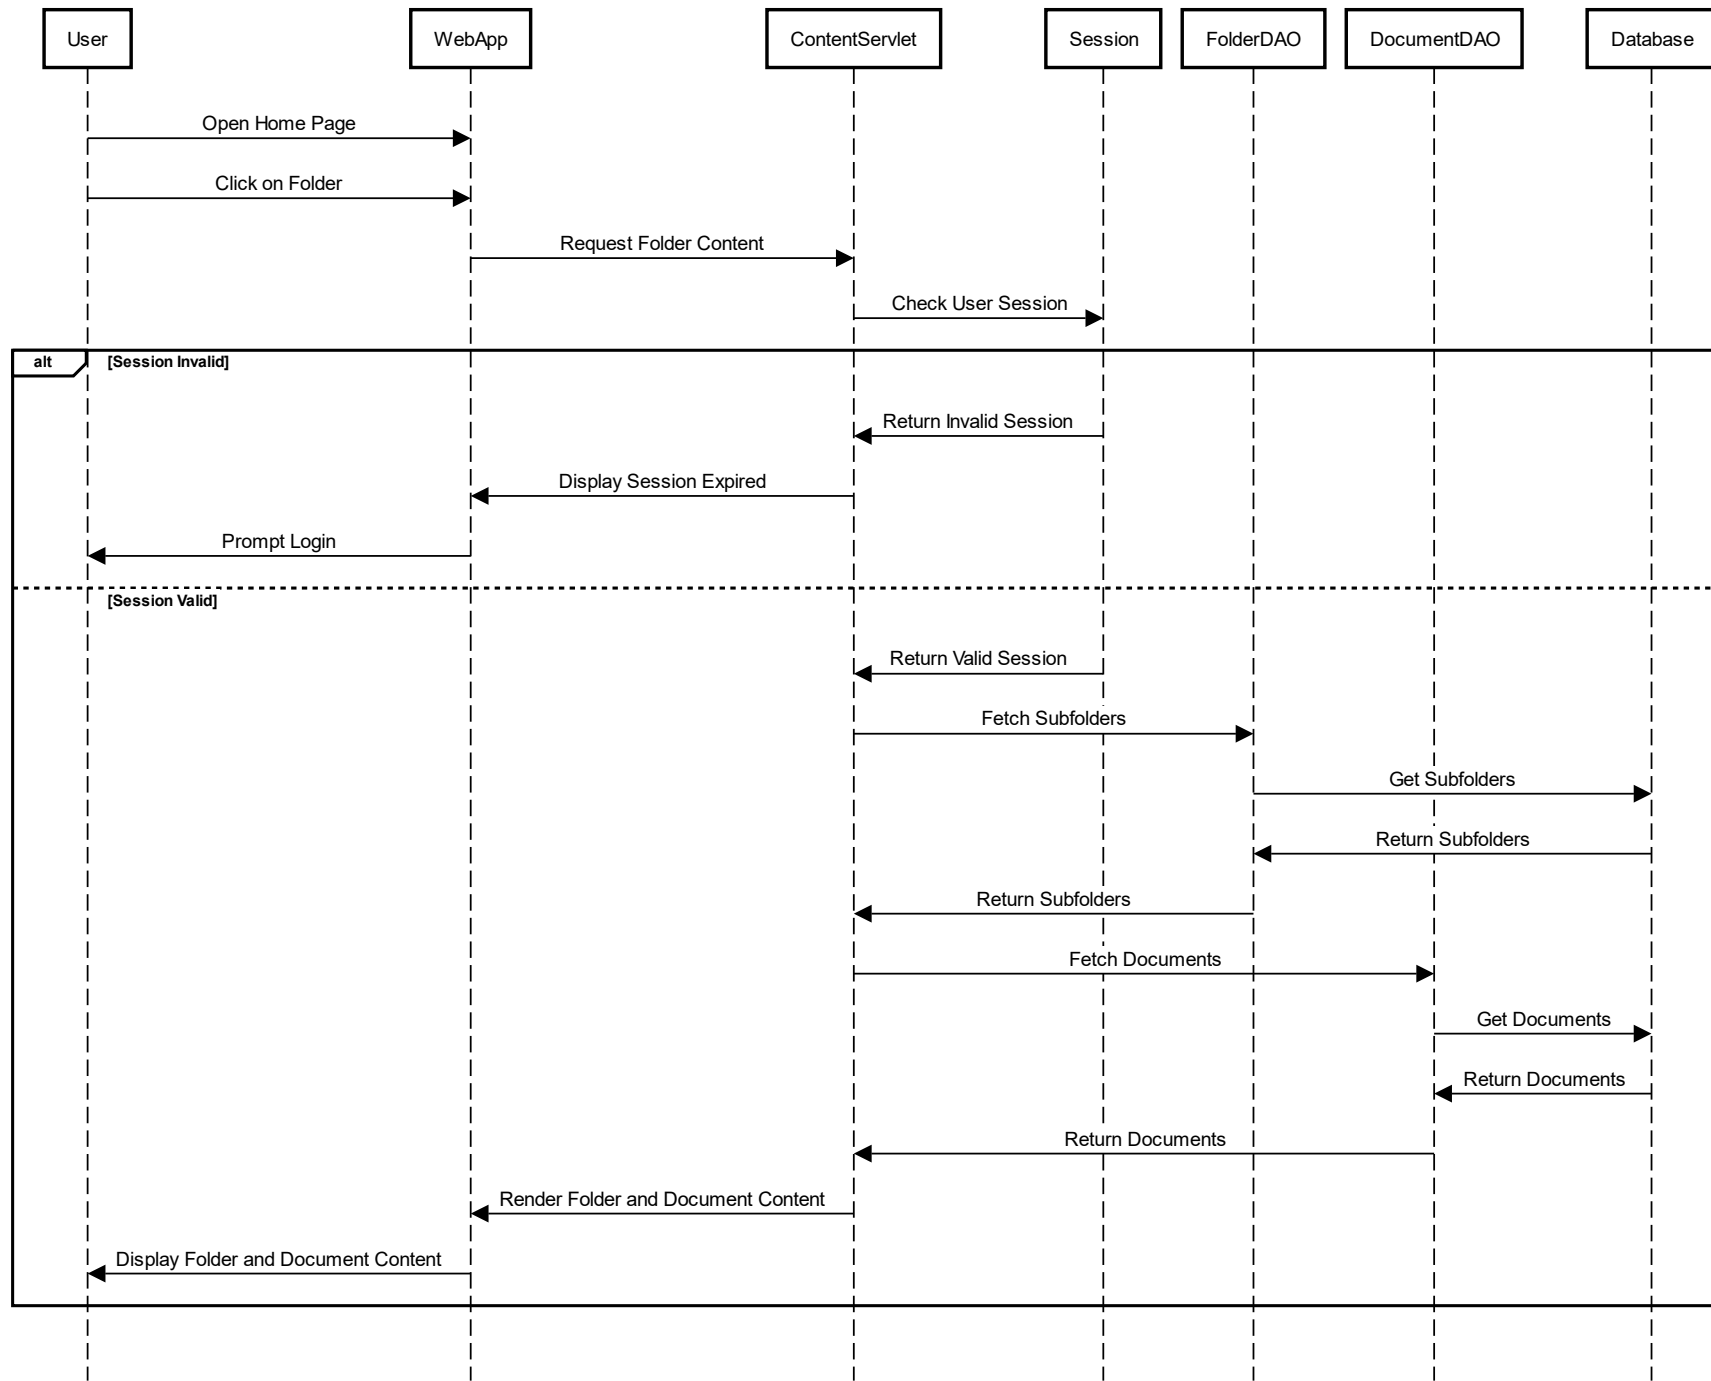 User
WebApp
ContentServlet
Session
FolderDAO
DocumentDAO
Database
Open Home Page
Click on Folder
Request Folder Content
Check User Session
alt
[Session Invalid]
Return Invalid Session
Display Session Expired
Prompt Login
[Session Valid]
Return Valid Session
Fetch Subfolders
Get Subfolders
Return Subfolders
Return Subfolders
Fetch Documents
Get Documents
Return Documents
Return Documents
Render Folder and Document Content
Display Folder and Document Content